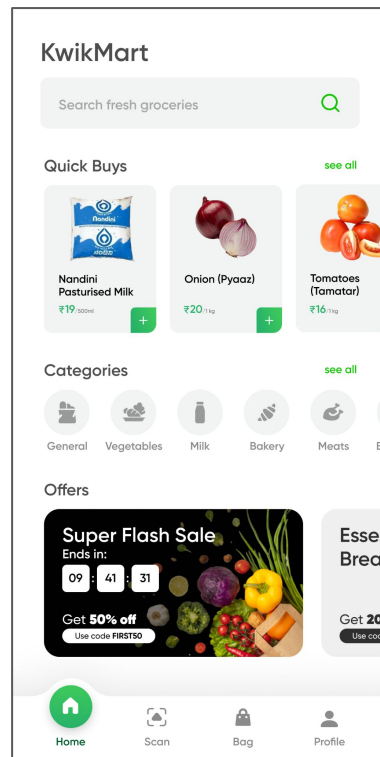 KwikMart
Search fresh groceries
Quick Buys
see all
Nandini
Nandini
Pasturised Milk
₹19/500ml
+
Onion (Pyaaz)
₹20/1 kg
+
Tomatoes
(Tamatar)
₹16/1 kg
Categories
see all
General
Vegetables
Milk
Bakery
Meats
Offers
Super Flash Sale
Ends in:
09 : 41 : 31
Get 50% off
Use code FIRST50
Esse
Brea
Get 20
Use co
Home
Scan
Bag
Profile